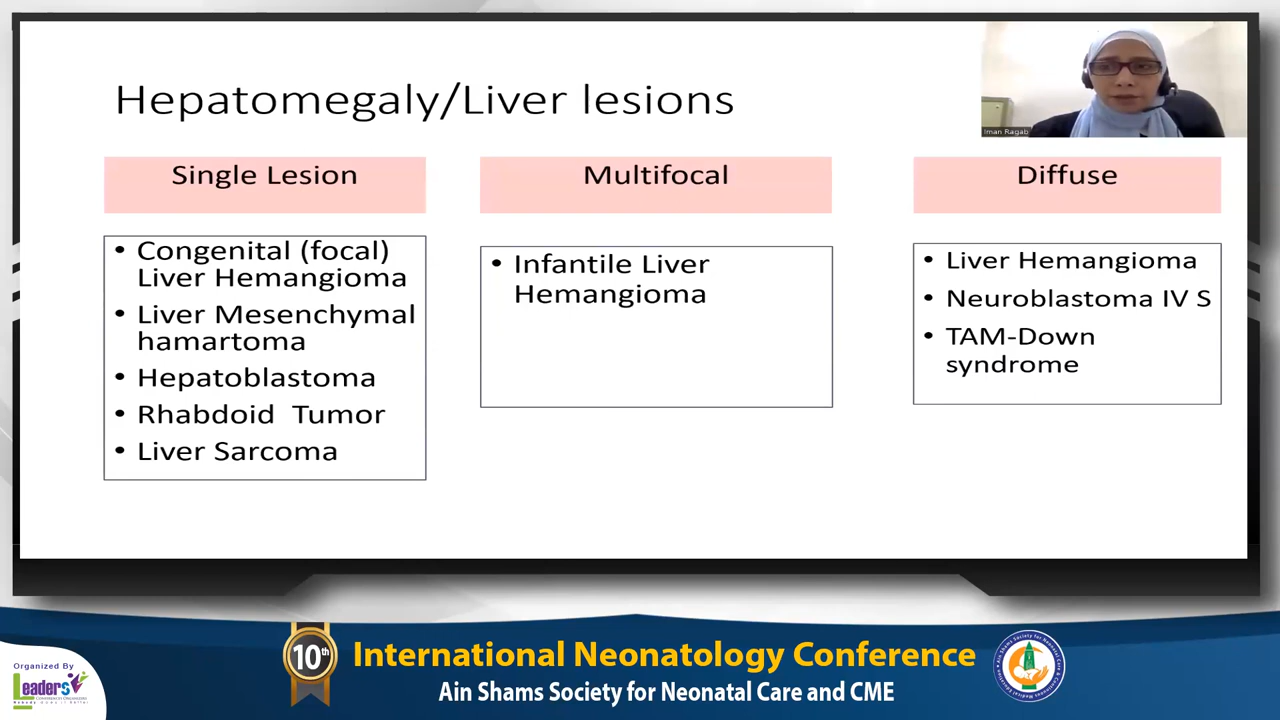 Hepatomegaly/Liver lesions
Iman Ragab
Single Lesion
• Congenital (focal)
Liver Hemangioma
• Liver Mesenchymal
hamartoma
• Hepatoblastoma
• Rhabdoid Tumor
• Liver Sarcoma
Multifocal
• Infantile Liver
Hemangioma
Diffuse
• Liver Hemangioma
• Neuroblastoma IV S
• TAM-Down
syndrome
Organized By
Leaders
10th
International Neonatology Conference
Ain Shams Society for Neonatal Care and CME